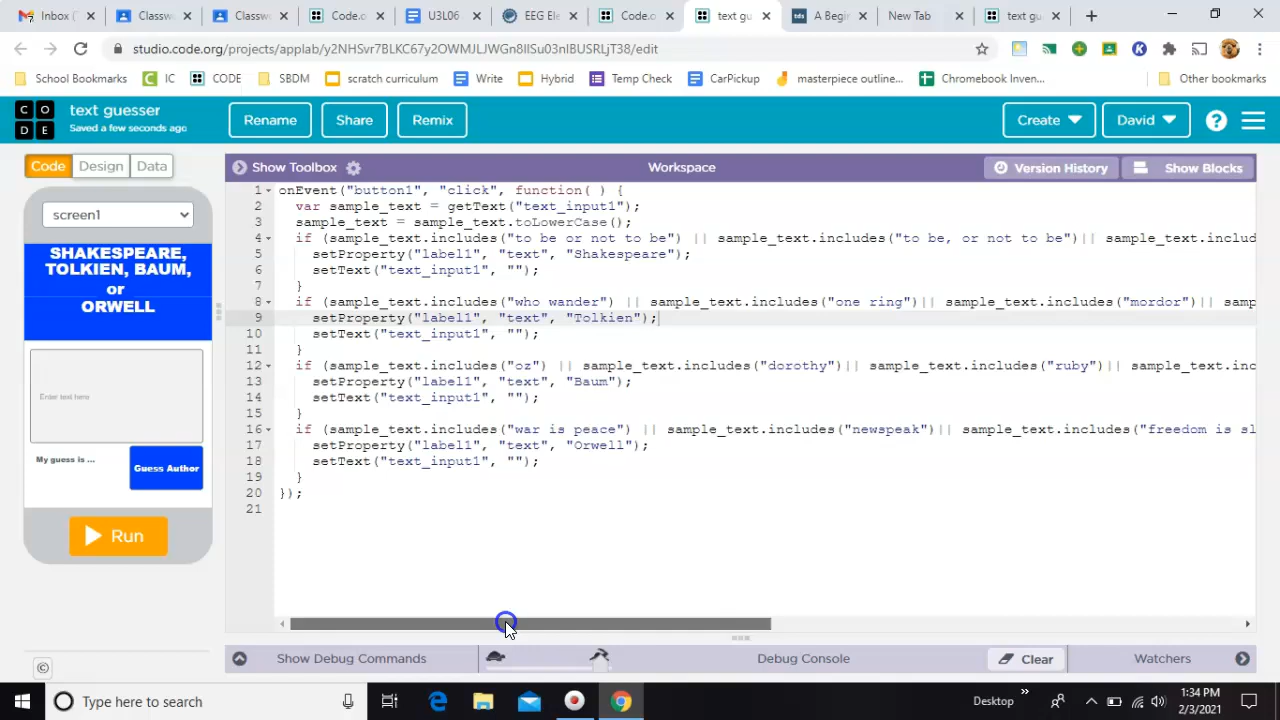 Inbox (
Classw
Classw
Code.o
U3L06
EEG Ele
Code.o
text gu
tds
A Begi
New Tab
text gu
studio.code.org/projects/applab/y2NHSvr7BLKC67y2OWMJLJWGn8IlSu03nlBUSRLjT38/edit
K
School Bookmarks
C IC
CODE
SBDM
scratch curriculum
Write
Hybrid
Temp Check
CarPickup
masterpiece outline...
Chromebook Inven...
Other bookmarks
C O
D E
text guesser
Saved a few seconds ago
Rename
Share
Remix
Create
David
?
Code
Design
Data
Show Toolbox
Workspace
Version History
Show Blocks
screen1
SHAKESPEARE,
TOLKIEN, BAUM,
or
ORWELL
Enter text here
My guess is ...
Guess Author
Run
1 onEvent("button1", "click", function( ) {
2 var sample_text = getText("text_input1");
3 sample_text = sample_text.toLowerCase();
4 if (sample_text.includes("to be or not to be") || sample_text.includes("to be, or not to be")|| sample_text.includ
5 setProperty("label1", "text", "Shakespeare");
6 setText("text_input1", "");
7 }
8 if (sample_text.includes("who wander") || sample_text.includes("one ring")|| sample_text.includes("mordor")|| samp
9 setProperty("label1", "text", "Tolkien");
10 setText("text_input1", "");
11 }
12 if (sample_text.includes("oz") || sample_text.includes("dorothy")|| sample_text.includes("ruby")|| sample_text.inc
13 setProperty("label1", "text", "Baum");
14 setText("text_input1", "");
15 }
16 if (sample_text.includes("war is peace") || sample_text.includes("newspeak")|| sample_text.includes("freedom is sl
17 setProperty("label1", "text", "Orwell");
18 setText("text_input1", "");
19 }
20 });
21
©
Show Debug Commands
Debug Console
Clear
Watchers
Type here to search
Desktop
1:34 PM
2/3/2021